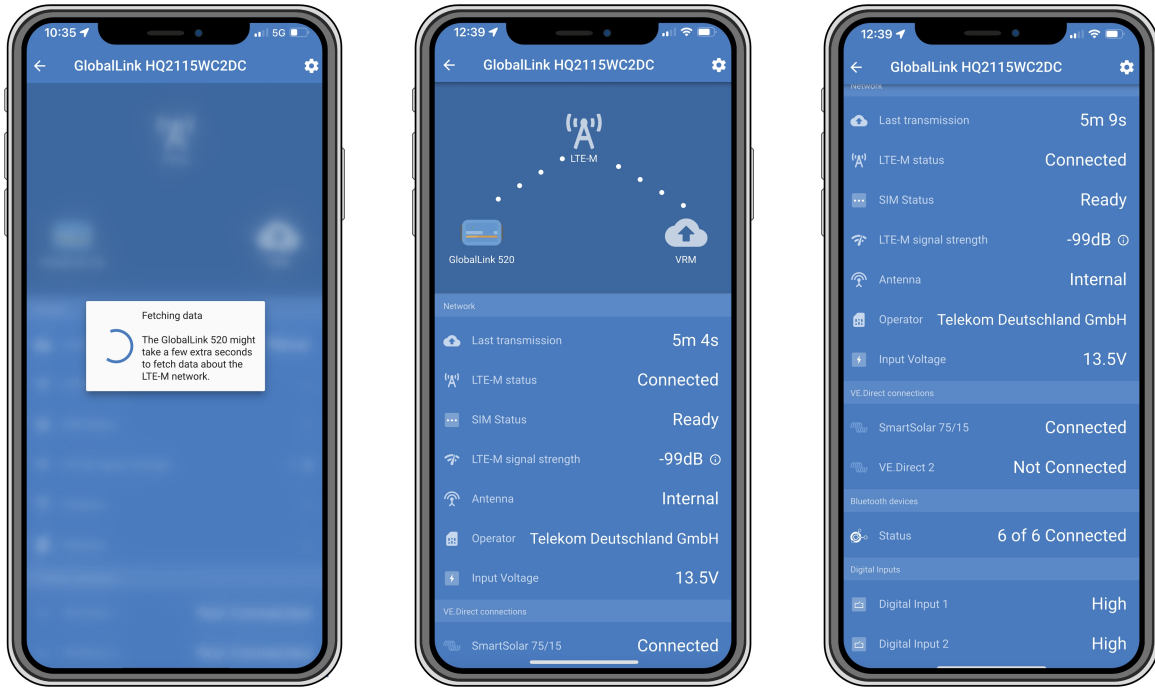 10:35
5G
GlobalLink HQ2115WC2DC
Fetching data
The GlobalLink 520 might
take a few extra seconds
to fetch data about the
LTE-M network.
12:39
GlobalLink HQ2115WC2DC
LTE-M
GlobalLink 520
VRM
Network
Last transmission 5m 4s
LTE-M status Connected
SIM Status Ready
LTE-M signal strength -99dB
Antenna Internal
Operator Telekom Deutschland GmbH
Input Voltage 13.5V
VE.Direct connections
SmartSolar 75/15 Connected
12:39
GlobalLink HQ2115WC2DC
Network
Last transmission 5m 9s
LTE-M status Connected
SIM Status Ready
LTE-M signal strength -99dB
Antenna Internal
Operator Telekom Deutschland GmbH
Input Voltage 13.5V
VE.Direct connections
SmartSolar 75/15 Connected
VE.Direct 2 Not Connected
Bluetooth devices
Status 6 of 6 Connected
Digital Inputs
Digital Input 1 High
Digital Input 2 High